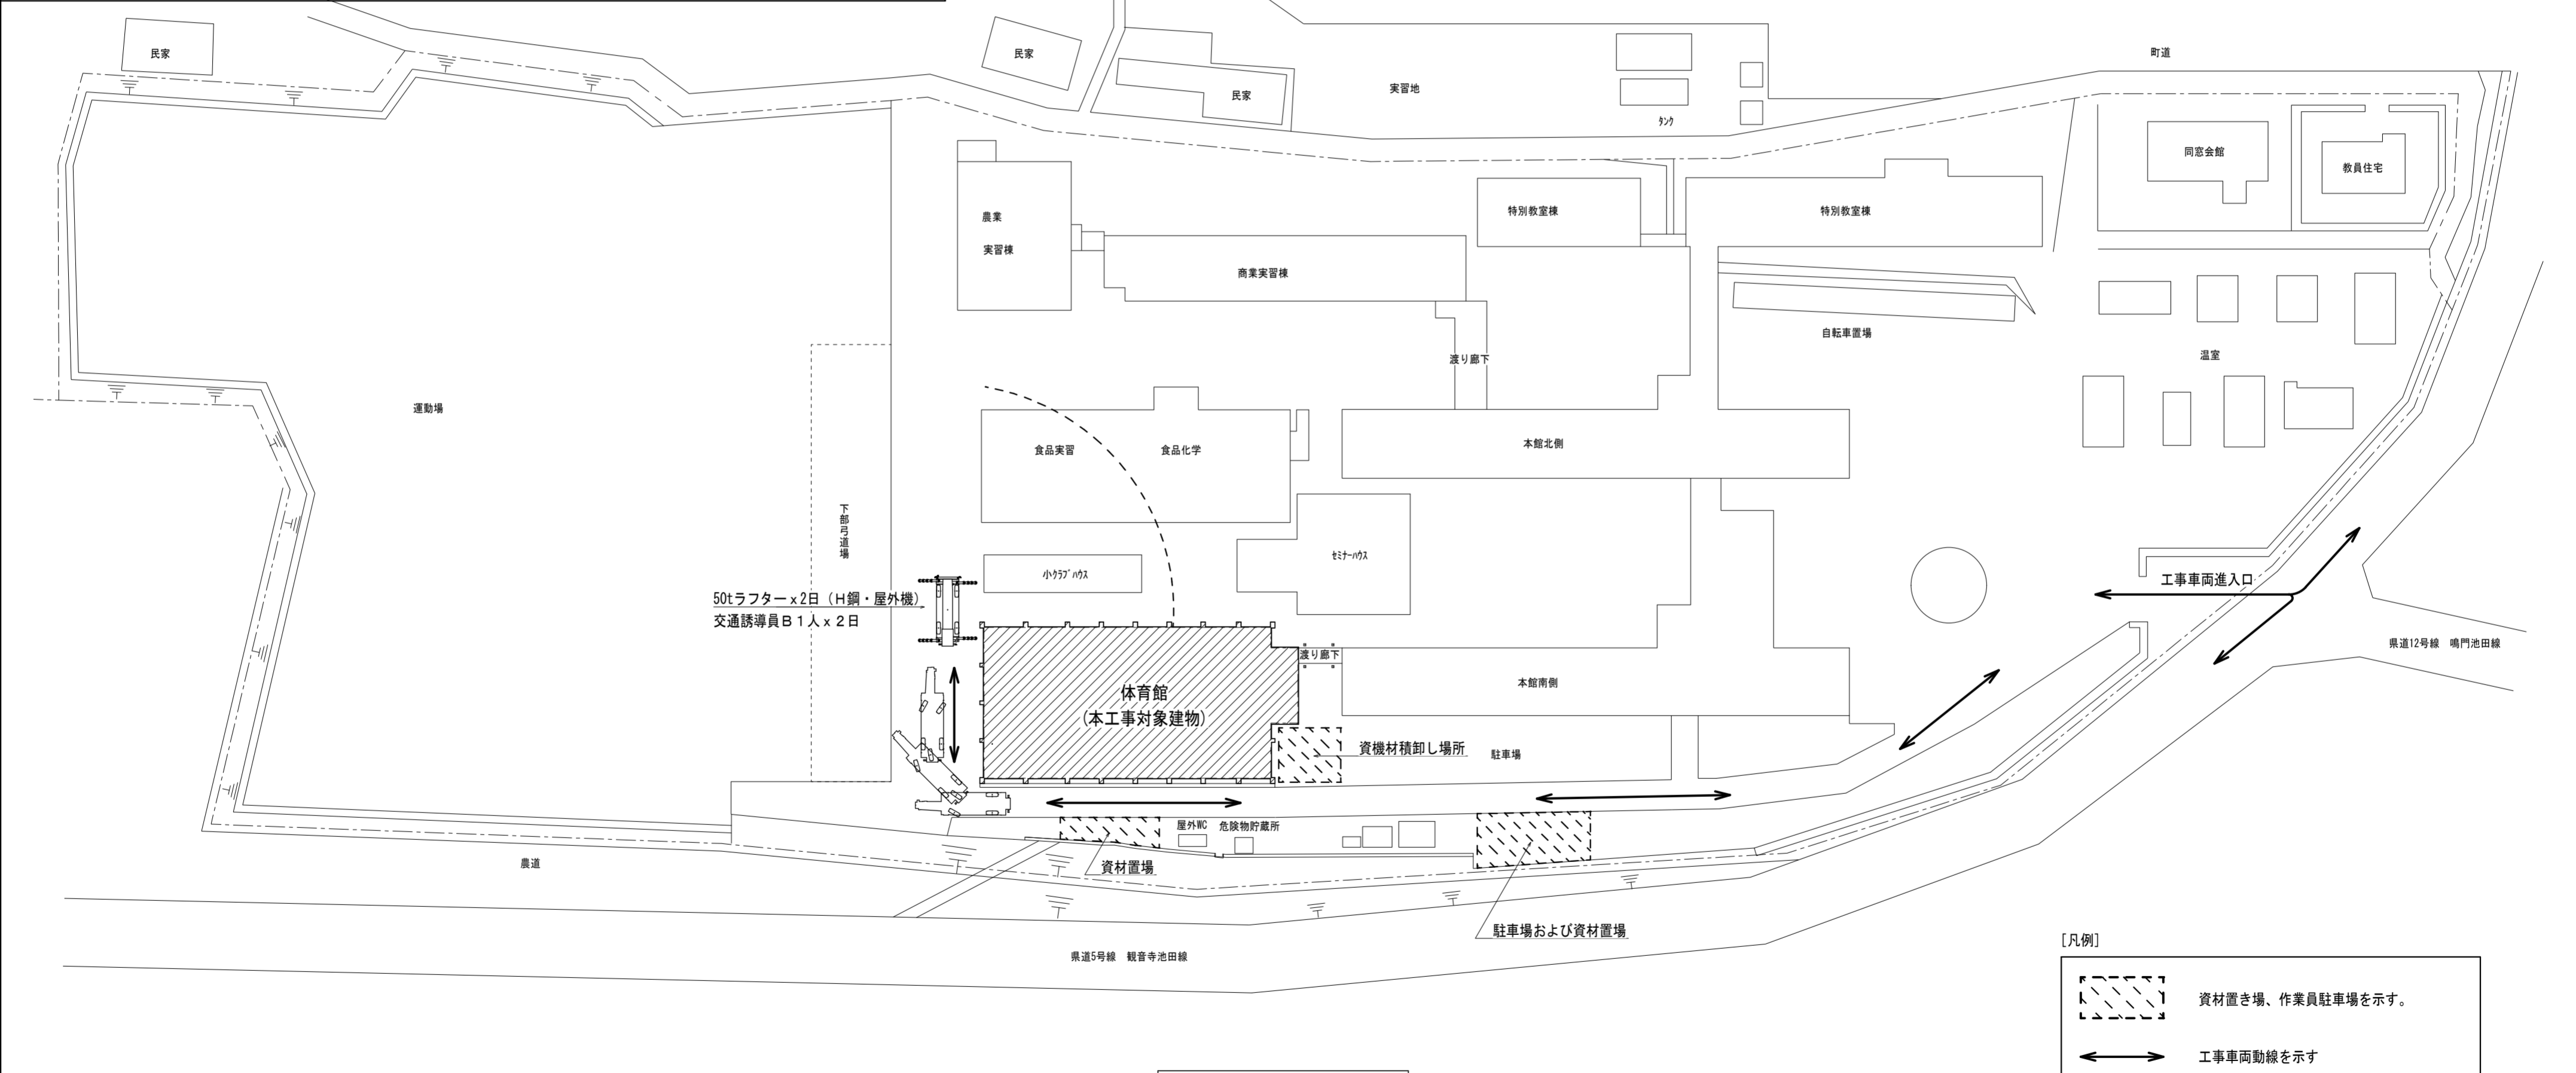 民家
民家
民家
実習地
タンク
町道
同窓会館
教員住宅
農業
実習棟
特別教室棟
特別教室棟
商業実習棟
自転車置場
渡り廊下
温室
運動場
食品実習
食品化学
本館北側
下部弓道場
セミナーハウス
小クラブハウス
50tラフターx2日(H鋼・屋外機)
交通誘導員B1人x2日
工事車両進入口
県道12号線 鳴門池田線
渡り廊下
体育館
(本工事対象建物)
本館南側
資機材積卸し場所
駐車場
屋外WC
危険物貯蔵所
資材置場
農道
駐車場および資材置場
県道5号線 観音寺池田線
[凡例]
資材置き場、作業員駐車場を示す。
工事車両動線を示す